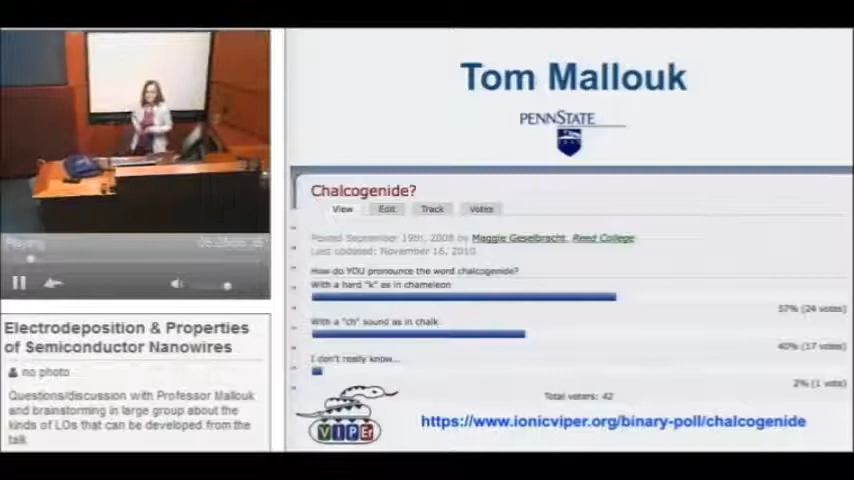 Tom Mallouk
PENNSTATE
Chalcogenide?
View Edit Track Votes
Posted September 19th, 2008 by Maggie Geselbracht, Reed College
Last updated: November 16, 2010
How do YOU pronounce the word chalcogenide?
With a hard "k" as in chameleon
57% (24 votes)
With a "ch" sound as in chalk
40% (17 votes)
I don't really know...
2% (1 vote)
Total voters: 42
VIPEr
https://www.ionicviper.org/binary-poll/chalcogenide
Playing
Electrodeposition & Properties
of Semiconductor Nanowires
no photo
Questions/discussion with Professor Mallouk
and brainstorming in large group about the
kinds of LOs that can be developed from the
talk